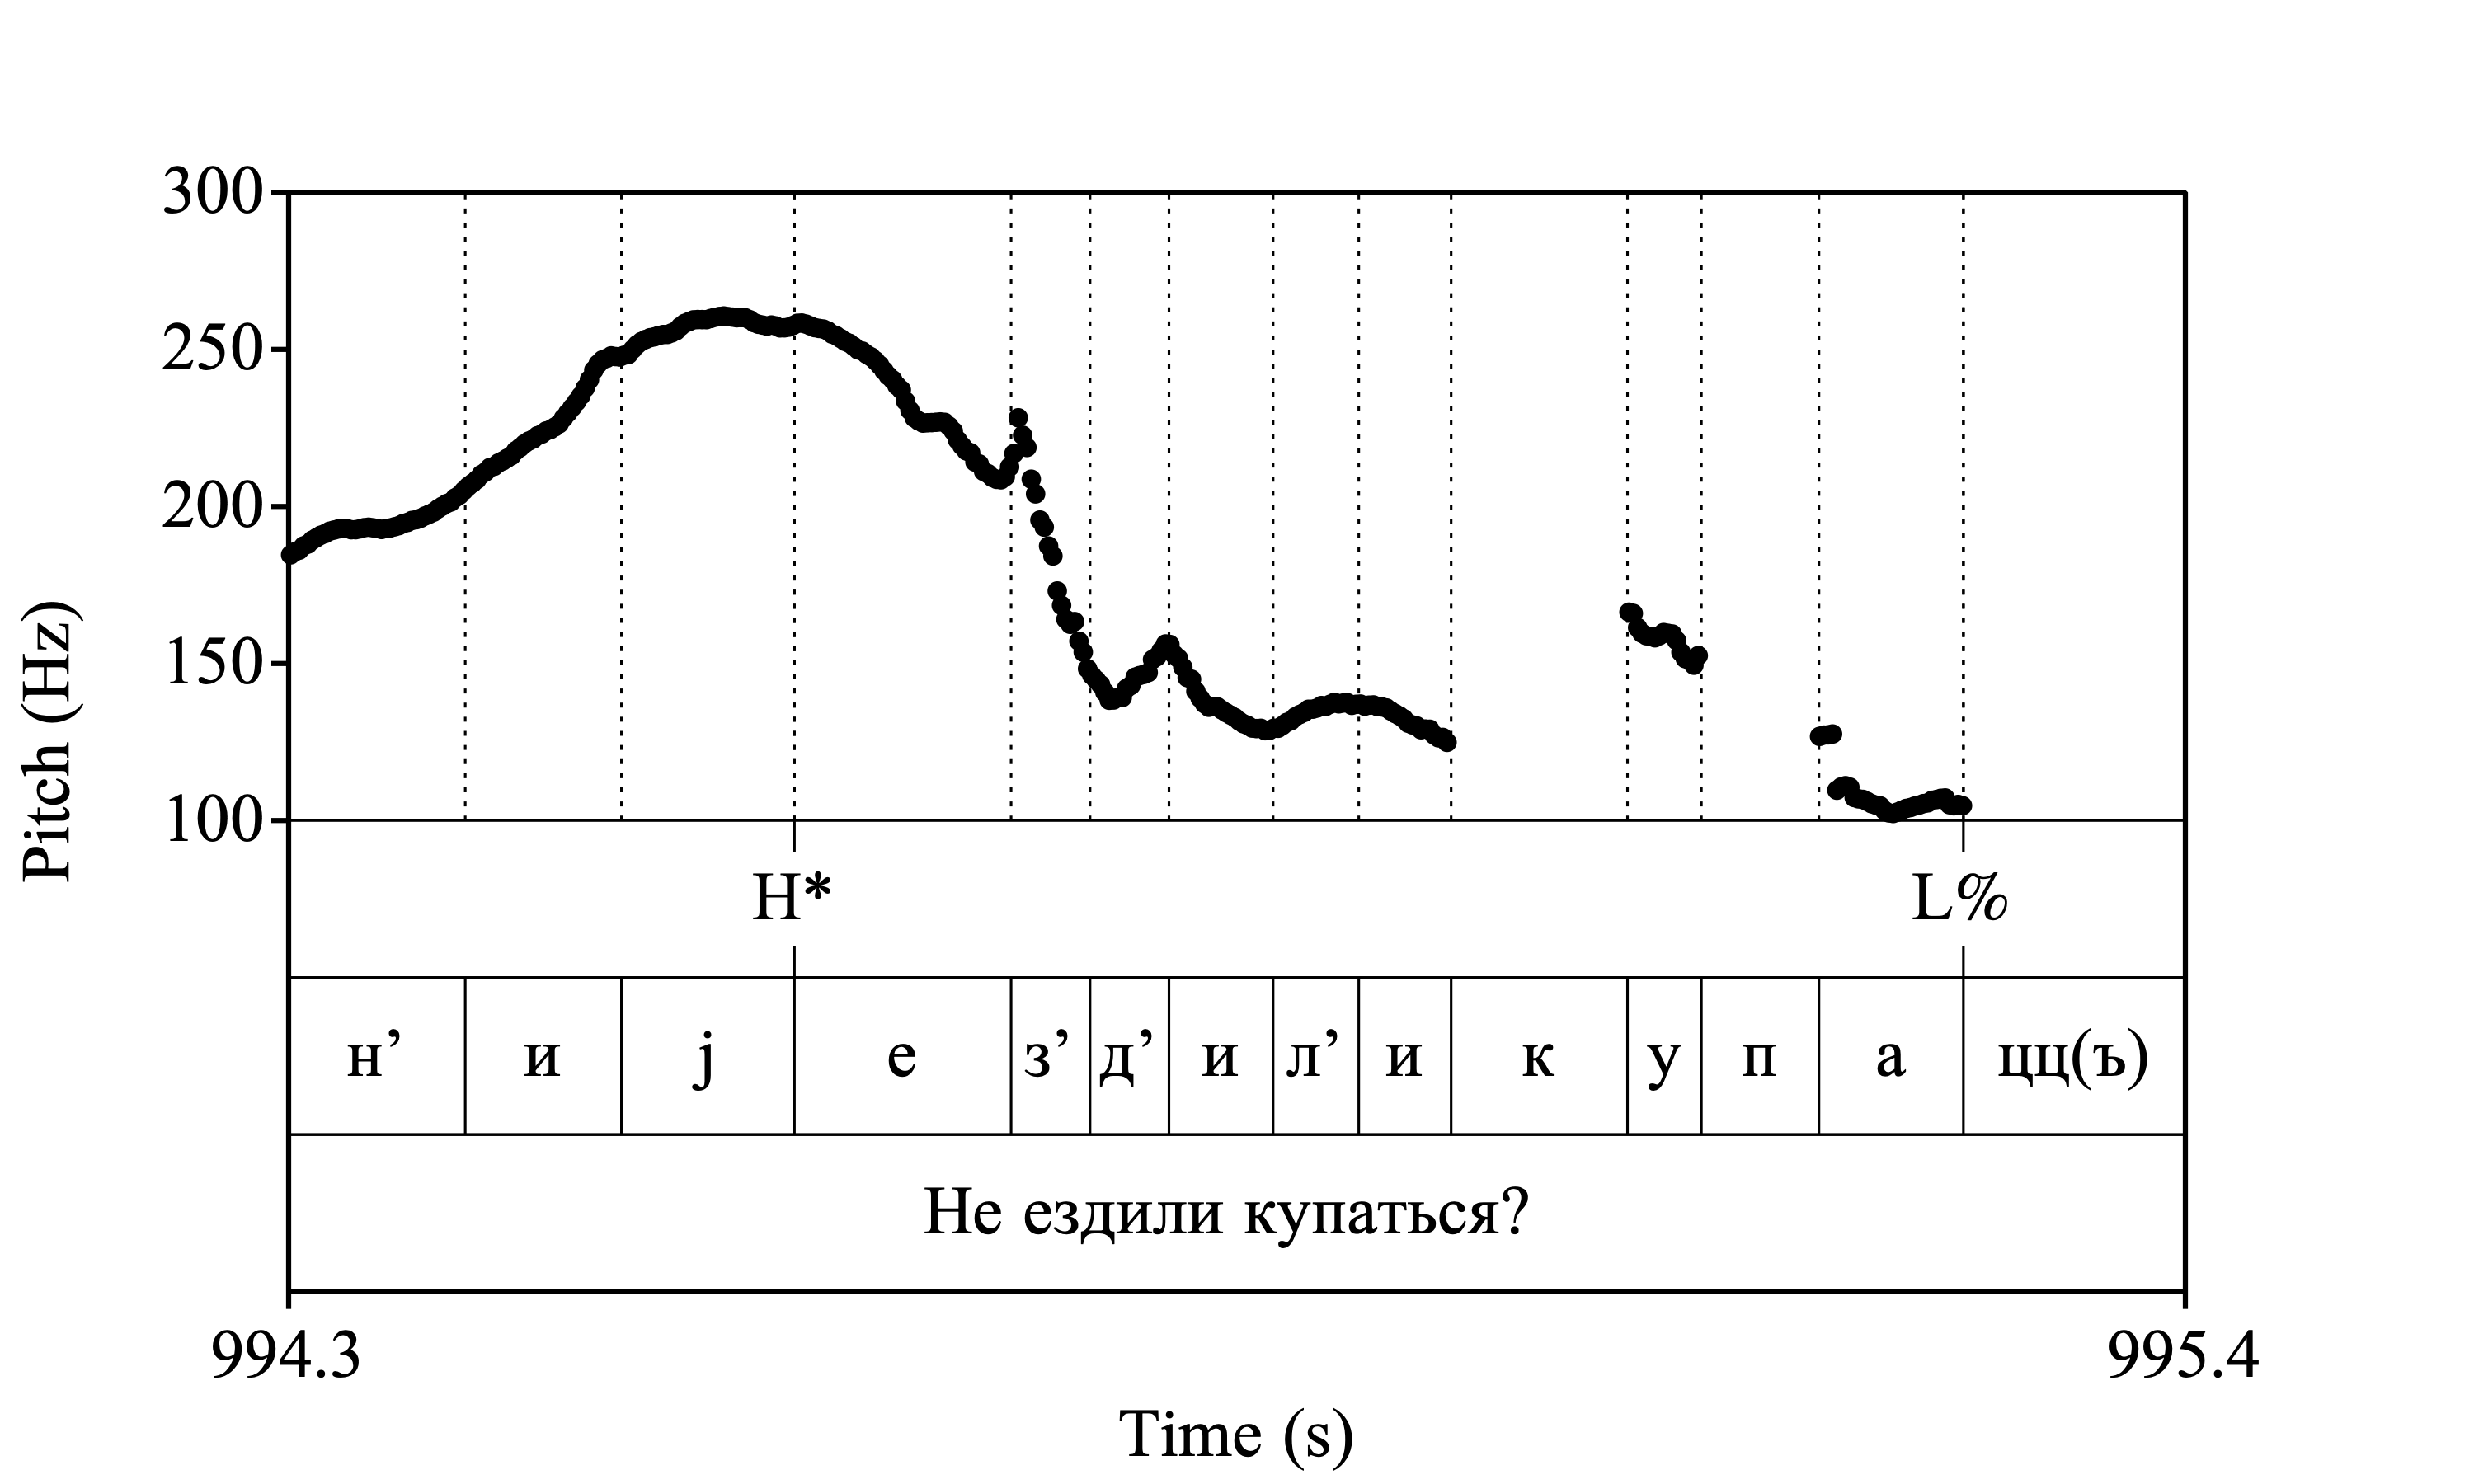 300
250
200
150
100
Pitch (Hz)
H* L%
н’ и j е з’ д’ и л’ и к у п а цц(ъ)
Не ездили купаться?
994.3 995.4
Time (s)